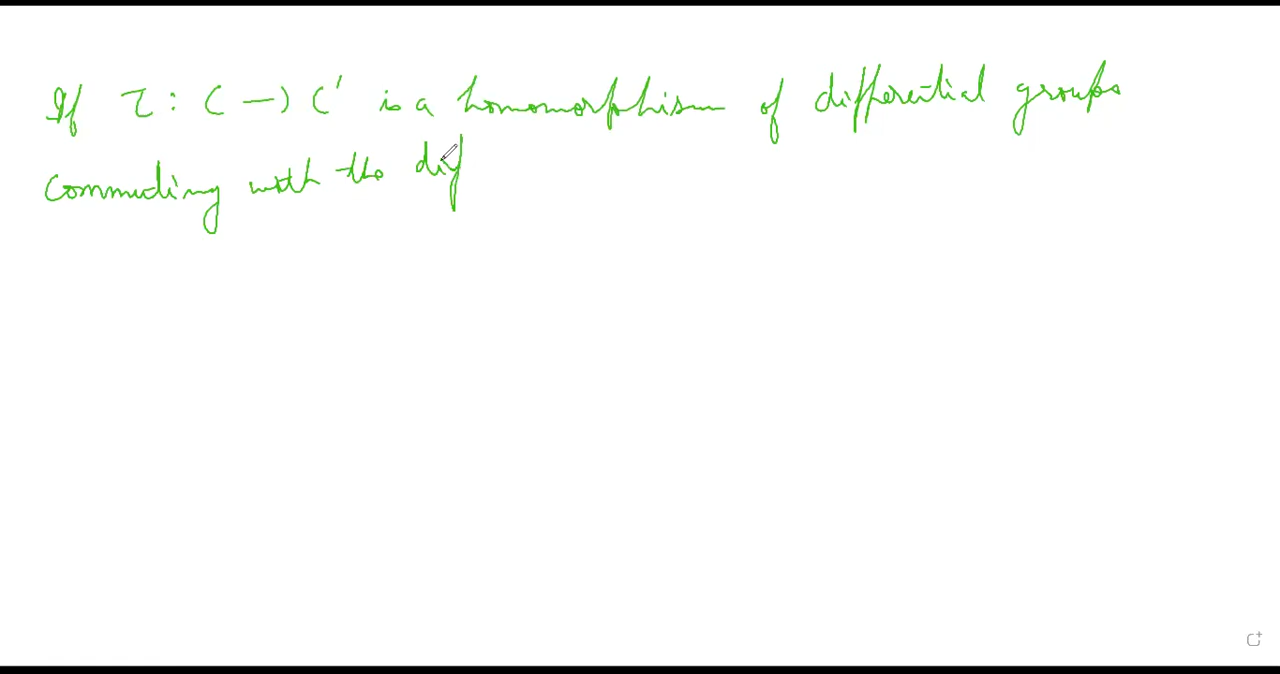 If τ : C → C' is a homomorphism of differential groups
commuting with the dif